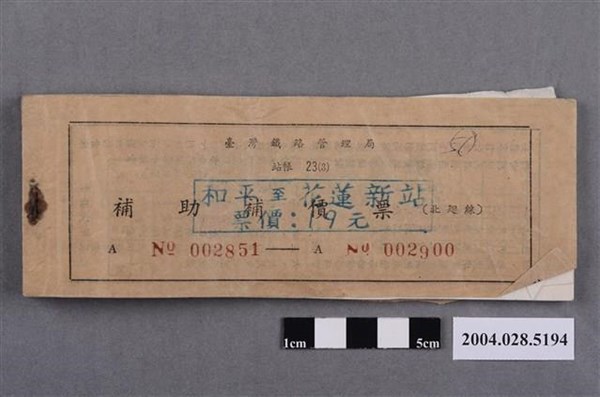 臺灣鐵路管理局
站帳 23(3)
和平至花蓮新站
補助補價票(北迴線)
票價:19元
A No 002851 — A No 002900
50
1cm 5cm
2004.028.5194